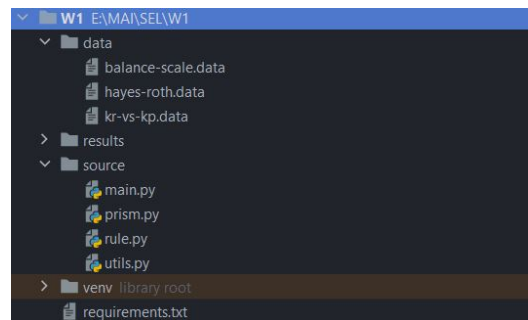 W1 E:\MAI\SEL\W1
data
balance-scale.data
hayes-roth.data
kr-vs-kp.data
results
source
main.py
prism.py
rule.py
utils.py
venv library root
requirements.txt